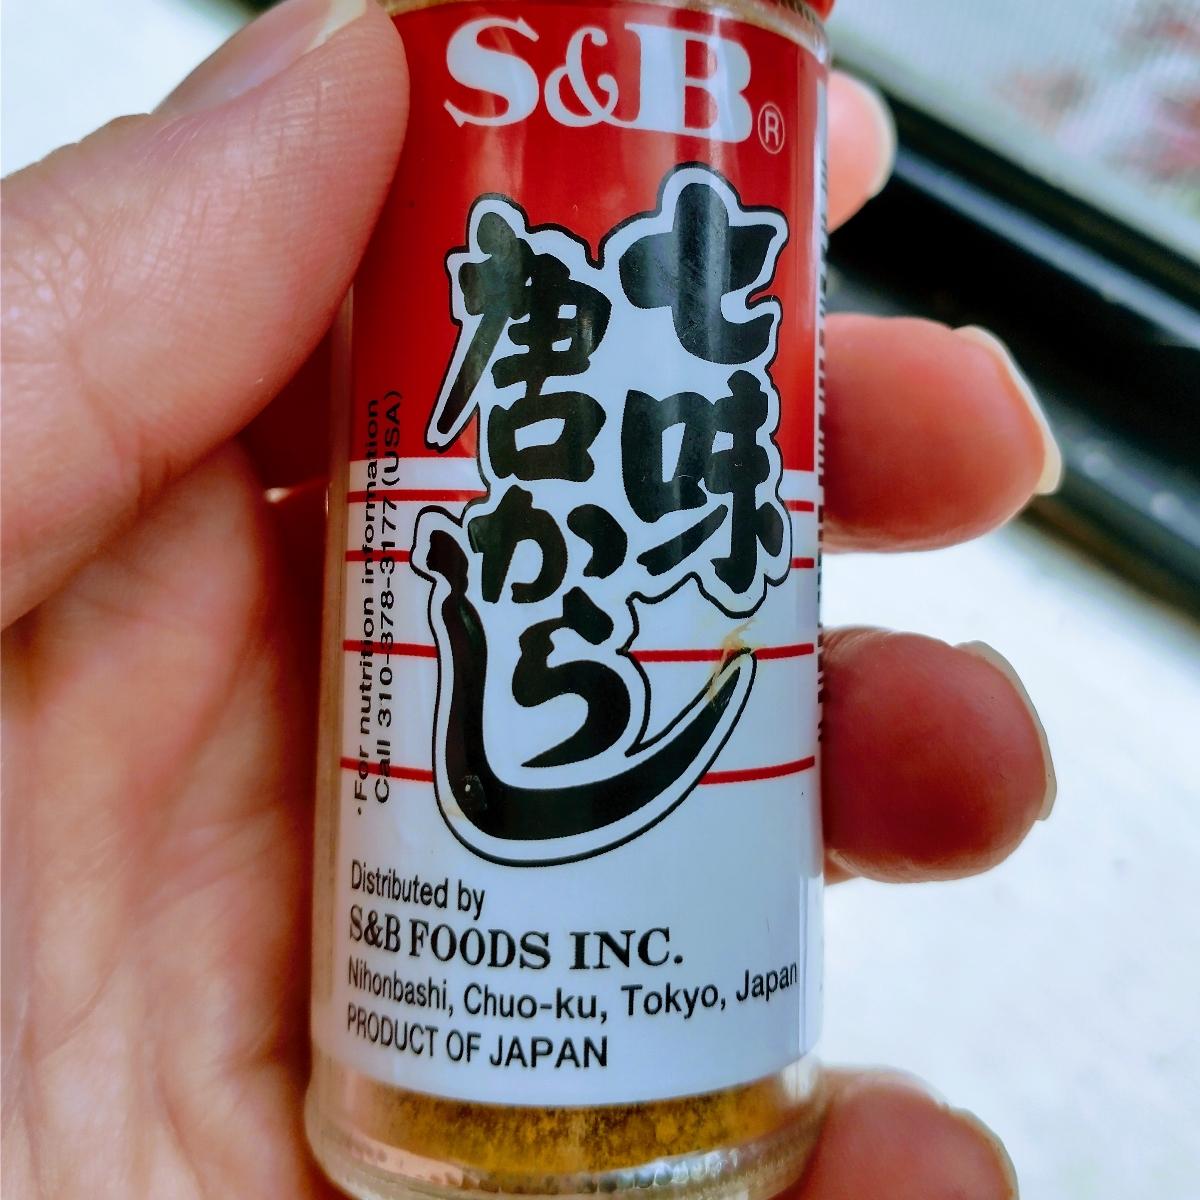 S&B®
七味
唐からし
·For nutrition information
Call 310-378-3177 (USA)
Distributed by
S&B FOODS INC.
Nihonbashi, Chuo-ku, Tokyo, Japan
PRODUCT OF JAPAN